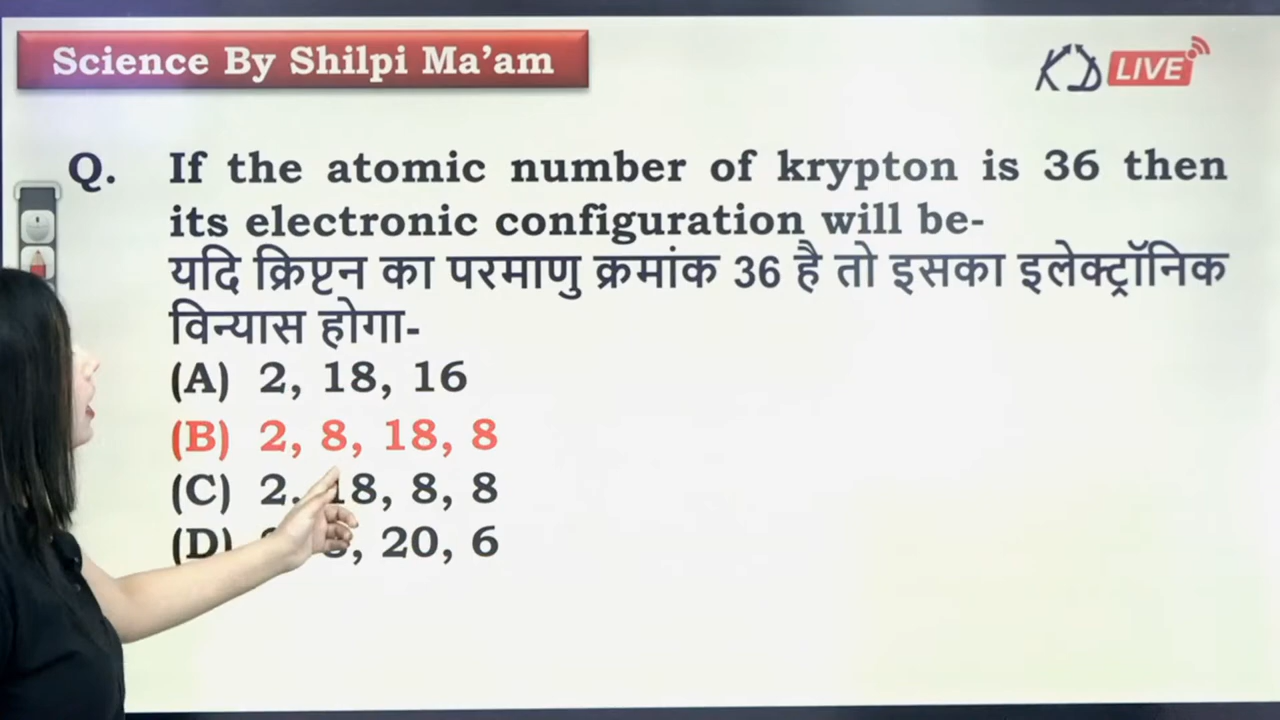 Science By Shilpi Ma'am
KD LIVE
Q. If the atomic number of krypton is 36 then
its electronic configuration will be-
यदि क्रिप्टन का परमाणु क्रमांक 36 है तो इसका इलेक्ट्रॉनिक
विन्यास होगा-
(A) 2, 18, 16
(B) 2, 8, 18, 8
(C) 2, 18, 8, 8
(D) 20, 6